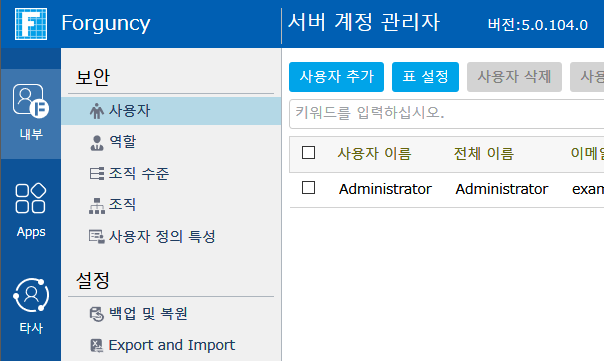 Forguncy
서버 계정 관리자
버전:5.0.104.0
내부
Apps
타사
보안
사용자
역할
조직 수준
조직
사용자 정의 특성
설정
백업 및 복원
Export and Import
사용자 추가 표 설정 사용자 삭제 사용
키워드를 입력하십시오.
사용자 이름 전체 이름 이메일
Administrator Administrator exam